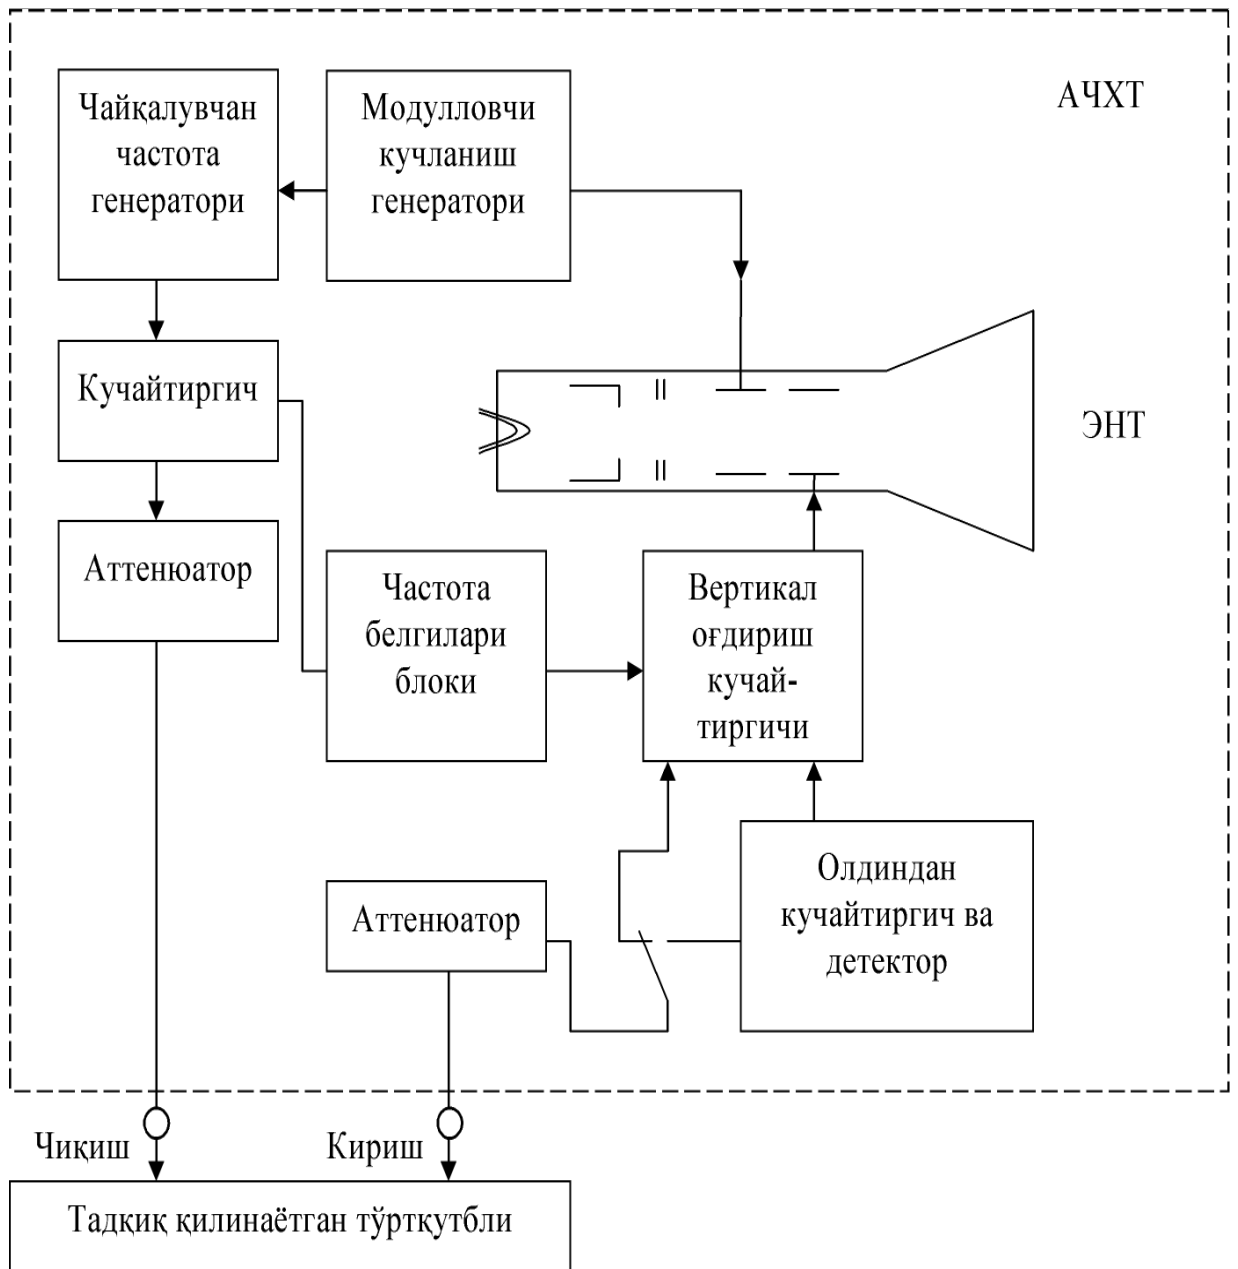 Чайқалувчан
частота
генератори
Модулловчи
кучланиш
генератори
АЧХТ
Кучайтиргич
ЭНТ
Аттенюатор
Частота
белгилари
блоки
Вертикал
оғдириш
кучай-
тиргичи
Аттенюатор
Олдиндан
кучайтиргич ва
детектор
Чиқиш
Кириш
Тадқиқ қилинаётган тўртқутбли